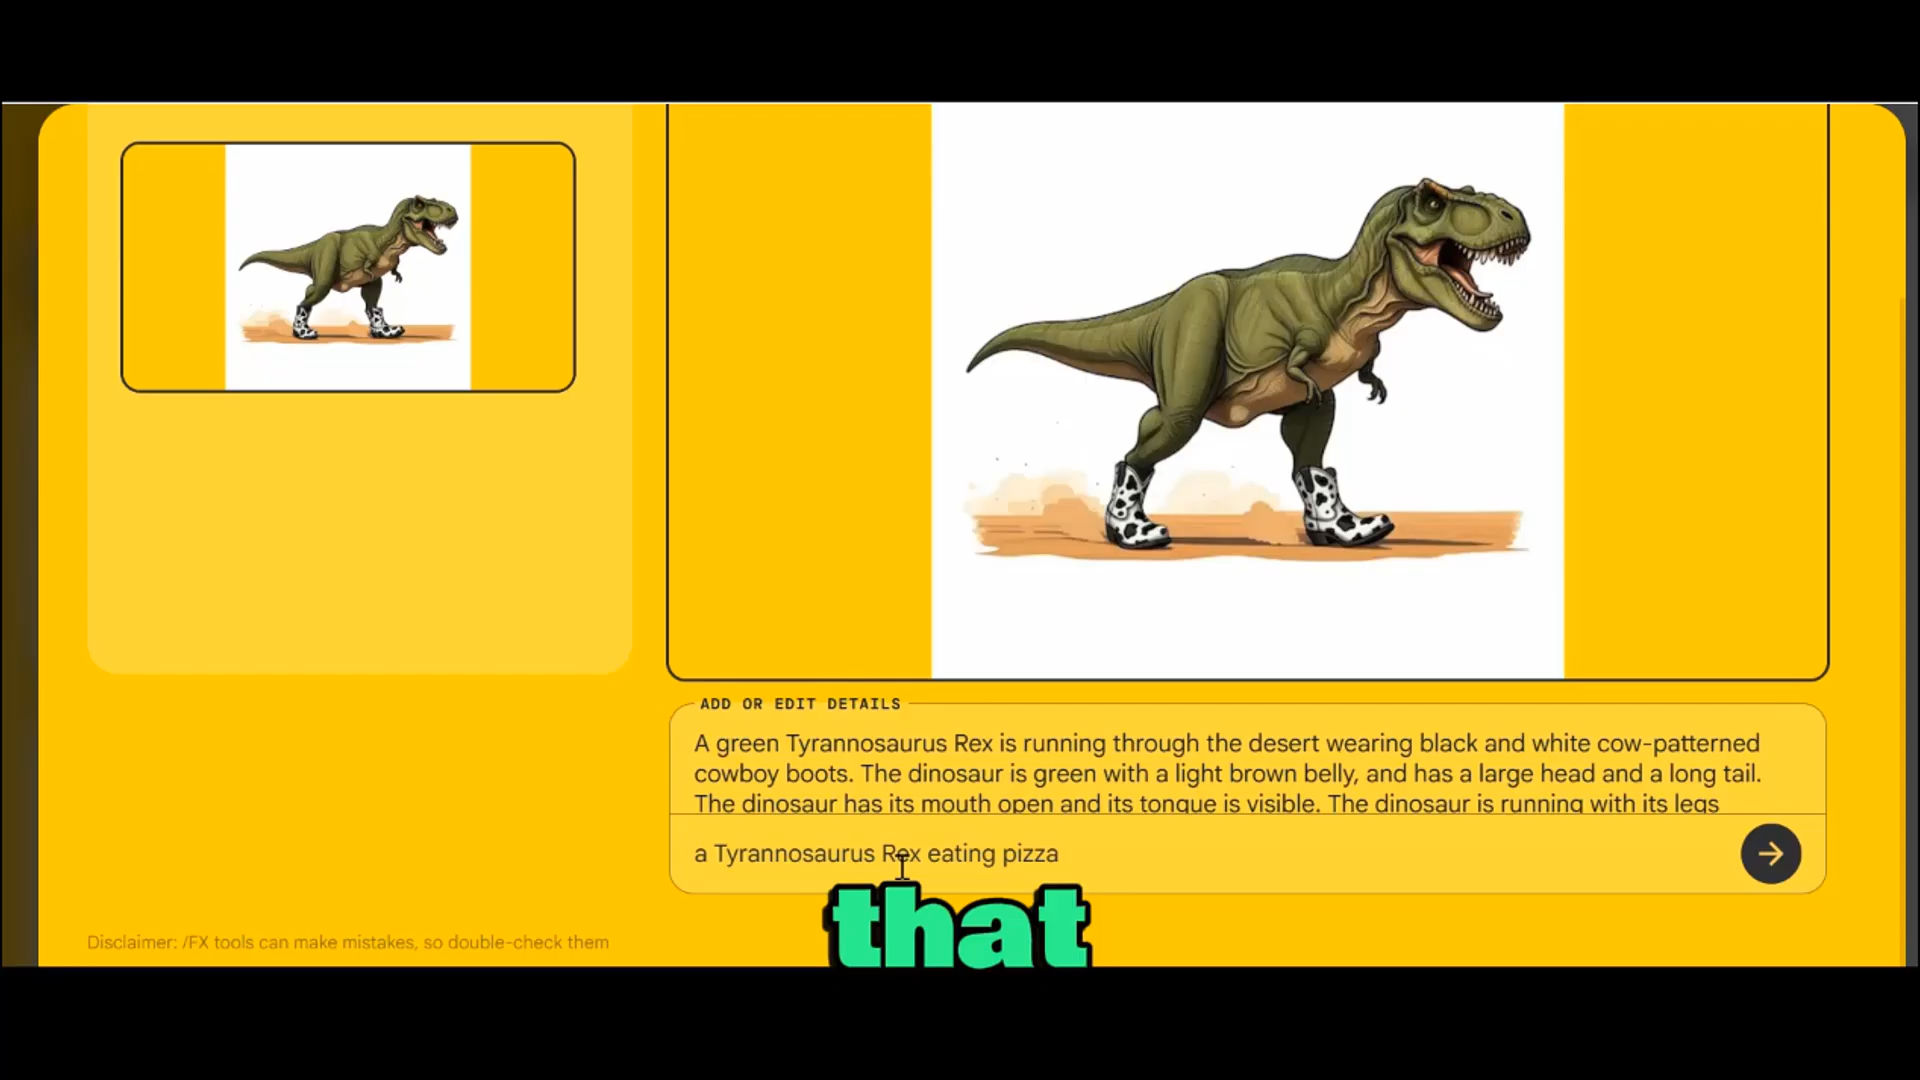 ADD OR EDIT DETAILS
A green Tyrannosaurus Rex is running through the desert wearing black and white cow-patterned
cowboy boots. The dinosaur is green with a light brown belly, and has a large head and a long tail.
The dinosaur has its mouth open and its tongue is visible. The dinosaur is running with its legs
a Tyrannosaurus Rex eating pizza
that
Disclaimer: /FX tools can make mistakes, so double-check them